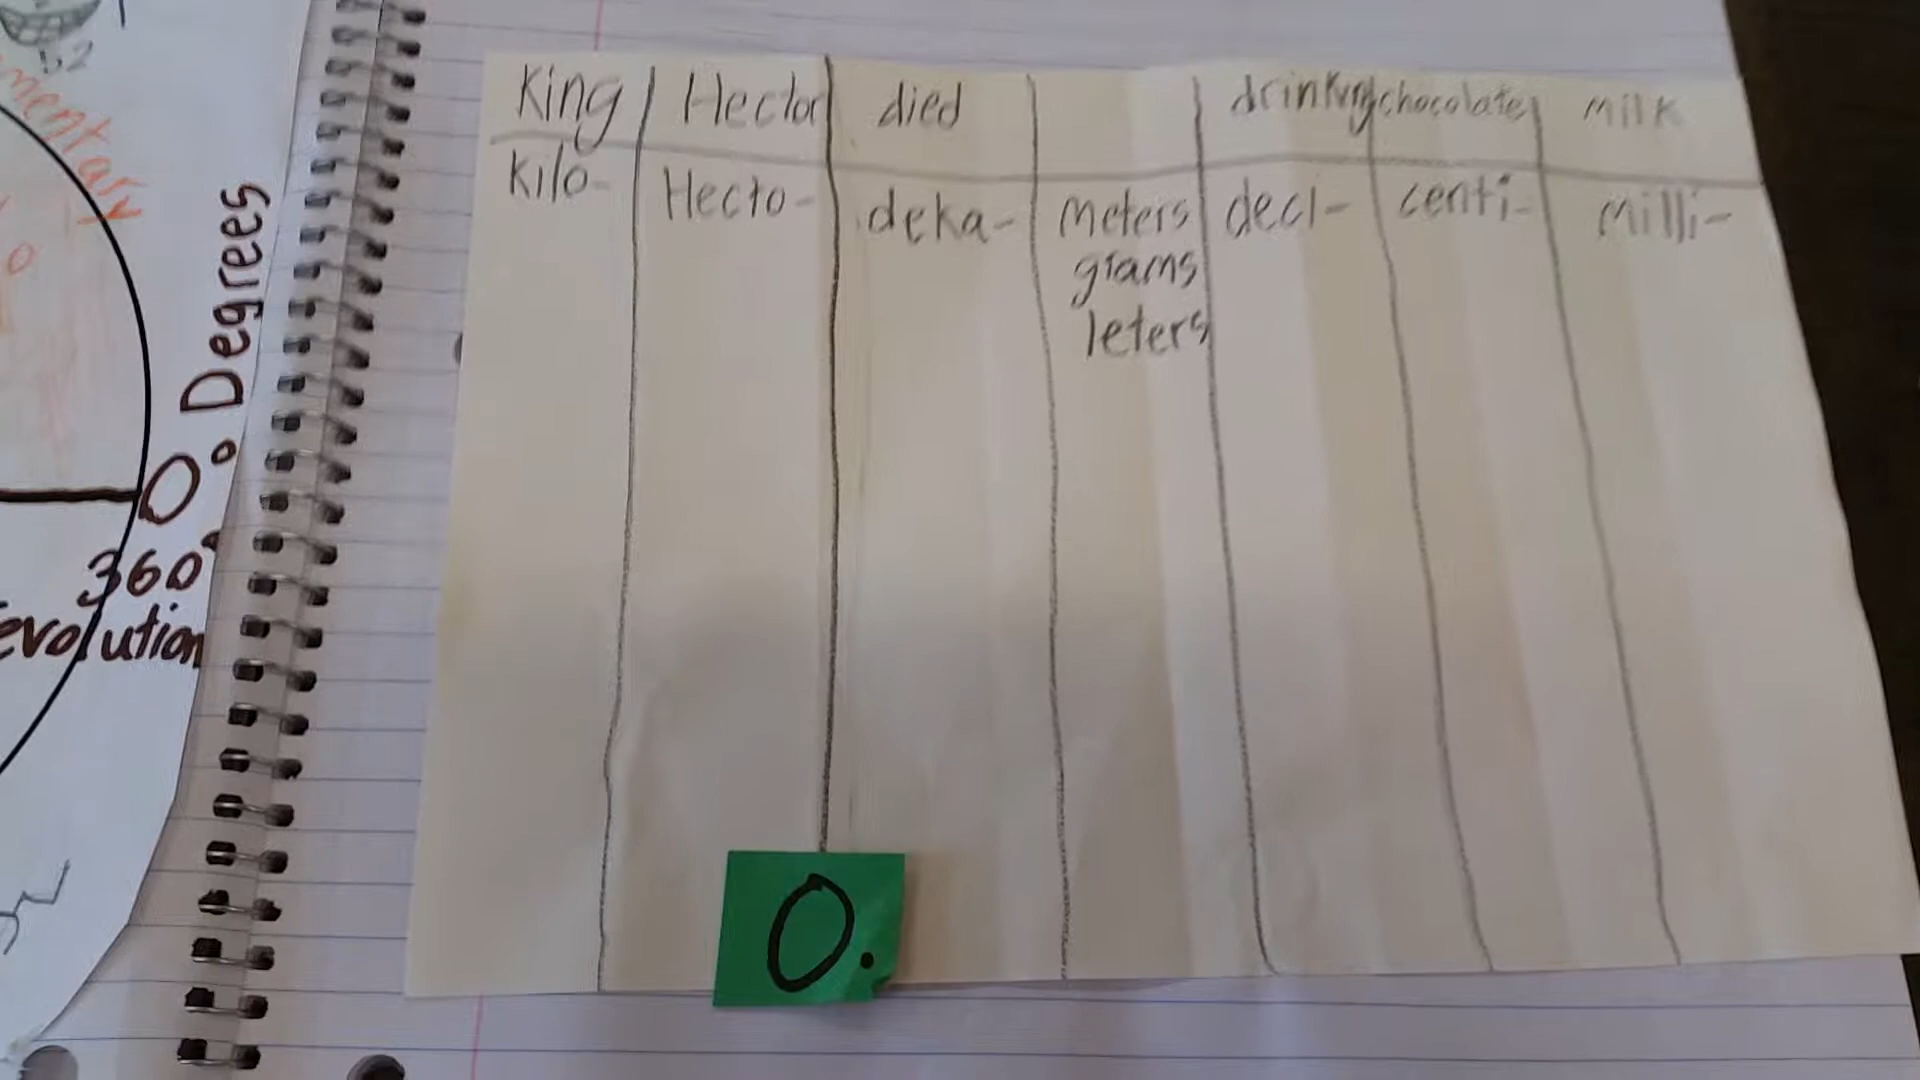 King Hector died drinking chocolate milk
Kilo- Hecto- deka- meters deci- centi- milli-
grams
leters
0.
Degrees
0°
360°
evolution
mentary